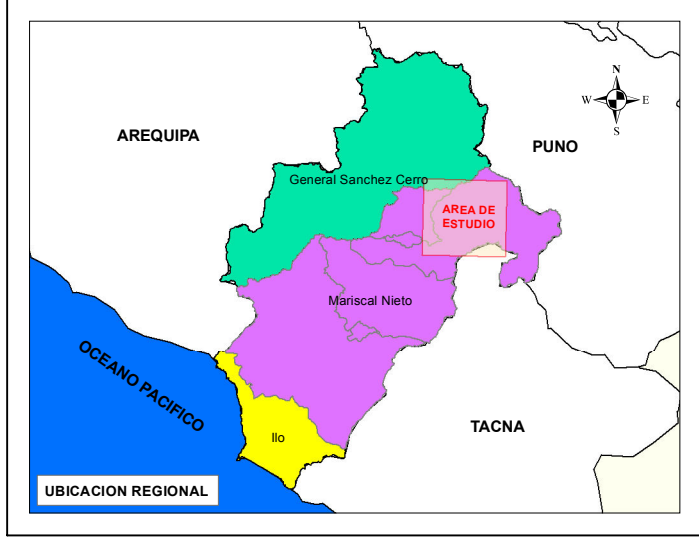 N
W
E
S
AREQUIPA
PUNO
General Sanchez Cerro
AREA DE
ESTUDIO
Mariscal Nieto
OCEANO PACIFICO
TACNA
Ilo
UBICACION REGIONAL